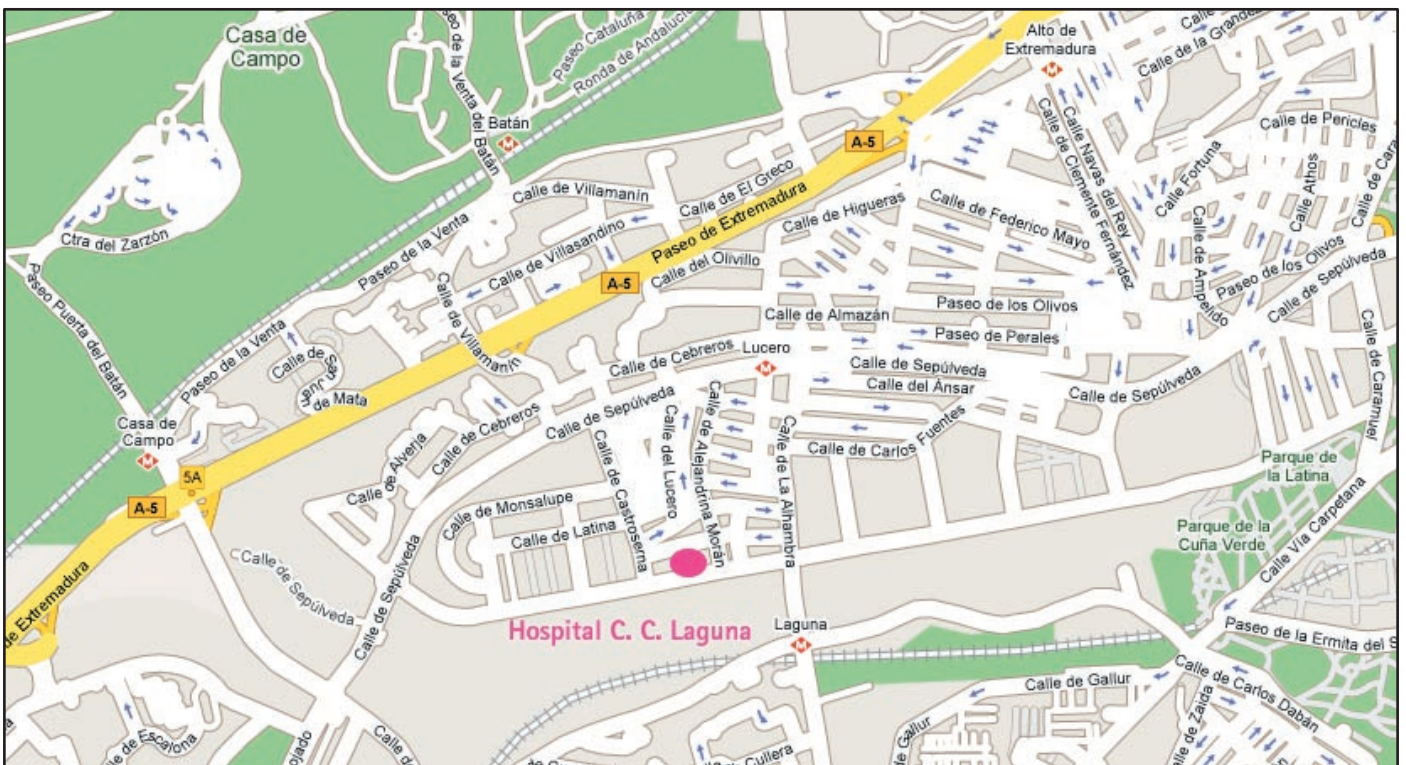 Casa de
Campo
Paseo Cataluña
Ronda de Andalucía
de la Venta del Batán
Batán
Alto de
Extremadura
Calle
Calle de la Grandeza
A-5
Calle de Pericles
Calle Navas del Rey
Calle de Clemente Fernández
Calle Fortuna
Calle Athos
Calle de Cara
Calle de Villamanín
Calle de El Greco
Paseo de Extremadura
Calle de Higueras
Calle de Federico Mayo
Calle de Ampelido
Ctra del Zarzón
Paseo de la Venta
Calle de Villasandino
Calle del Olivillo
A-5
Paseo de los Olivos
Calle de Sepúlveda
Paseo Puerta del Batán
Calle de Villamanín
Paseo de los Olivos
Calle de Almazán
Paseo de Perales
Paseo de la Venta
Calle de San Juan
de Mata
Calle de Cebreros
Lucero
Calle de Sepúlveda
Calle del Ánsar
Calle de Sepúlveda
Calle de Caramuel
Casa de
Campo
Calle de Alverja
Calle de Cebreros
Calle de Sepúlveda
Calle de Castroserna
Calle del Lucero
Calle de Alejandrina Morán
Calle de La Alhambra
Calle de Carlos Fuentes
Parque de
la Latina
5A
A-5
Calle de Monsalupe
Calle de Latina
Parque de la
Cuña Verde
Calle Vía Carpetana
Calle de Sepúlveda
Calle de Sepúlveda
de Extremadura
Hospital C. C. Laguna
Laguna
Paseo de la Ermita del S
Calle de Gallur
Calle de Carlos Dabán
de Zaida
de Gallur
de Escalona
ojado
Calle de
de Cullera